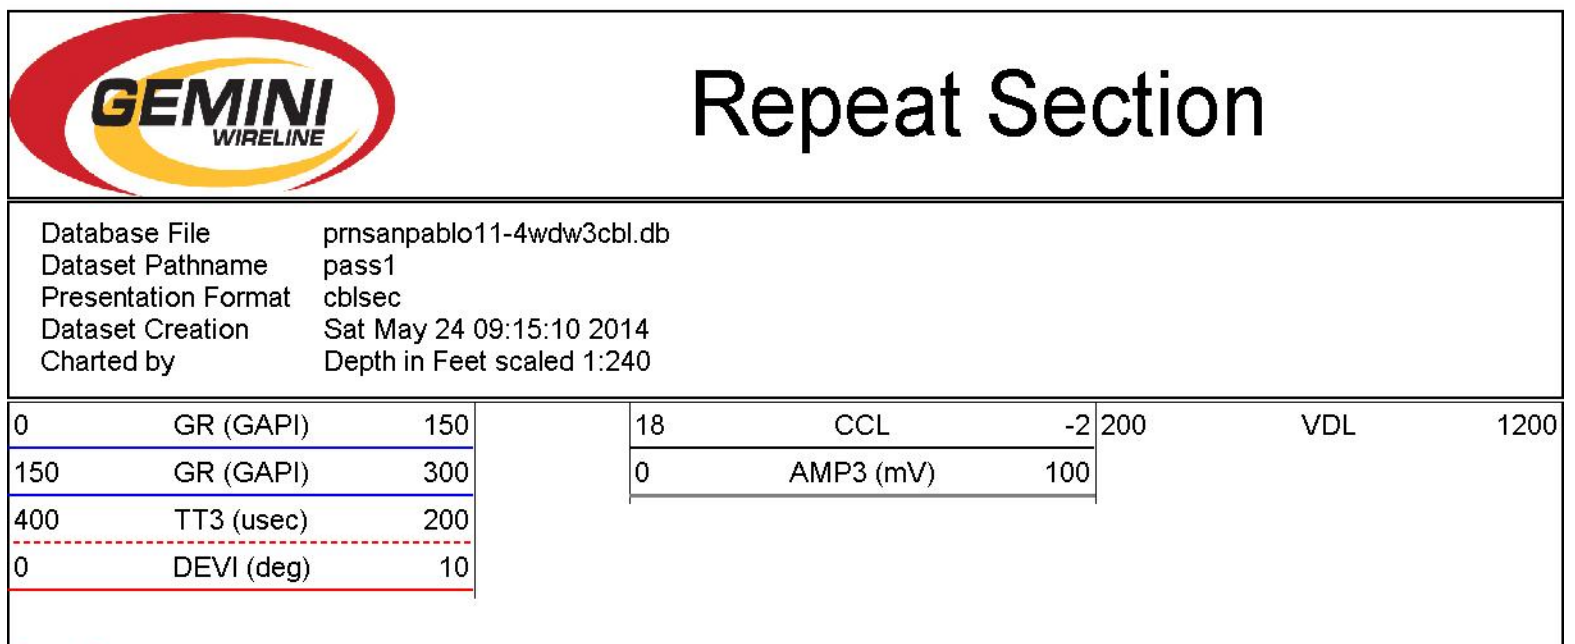 GEMINI
WIRELINE
Repeat Section
Database File prnsanpablo11-4wdw3cbl.db
Dataset Pathname pass1
Presentation Format cblsec
Dataset Creation Sat May 24 09:15:10 2014
Charted by Depth in Feet scaled 1:240
0 GR (GAPI) 150 18 CCL -2 200 VDL 1200
150 GR (GAPI) 300 0 AMP3 (mV) 100
400 TT3 (usec) 200
0 DEVI (deg) 10